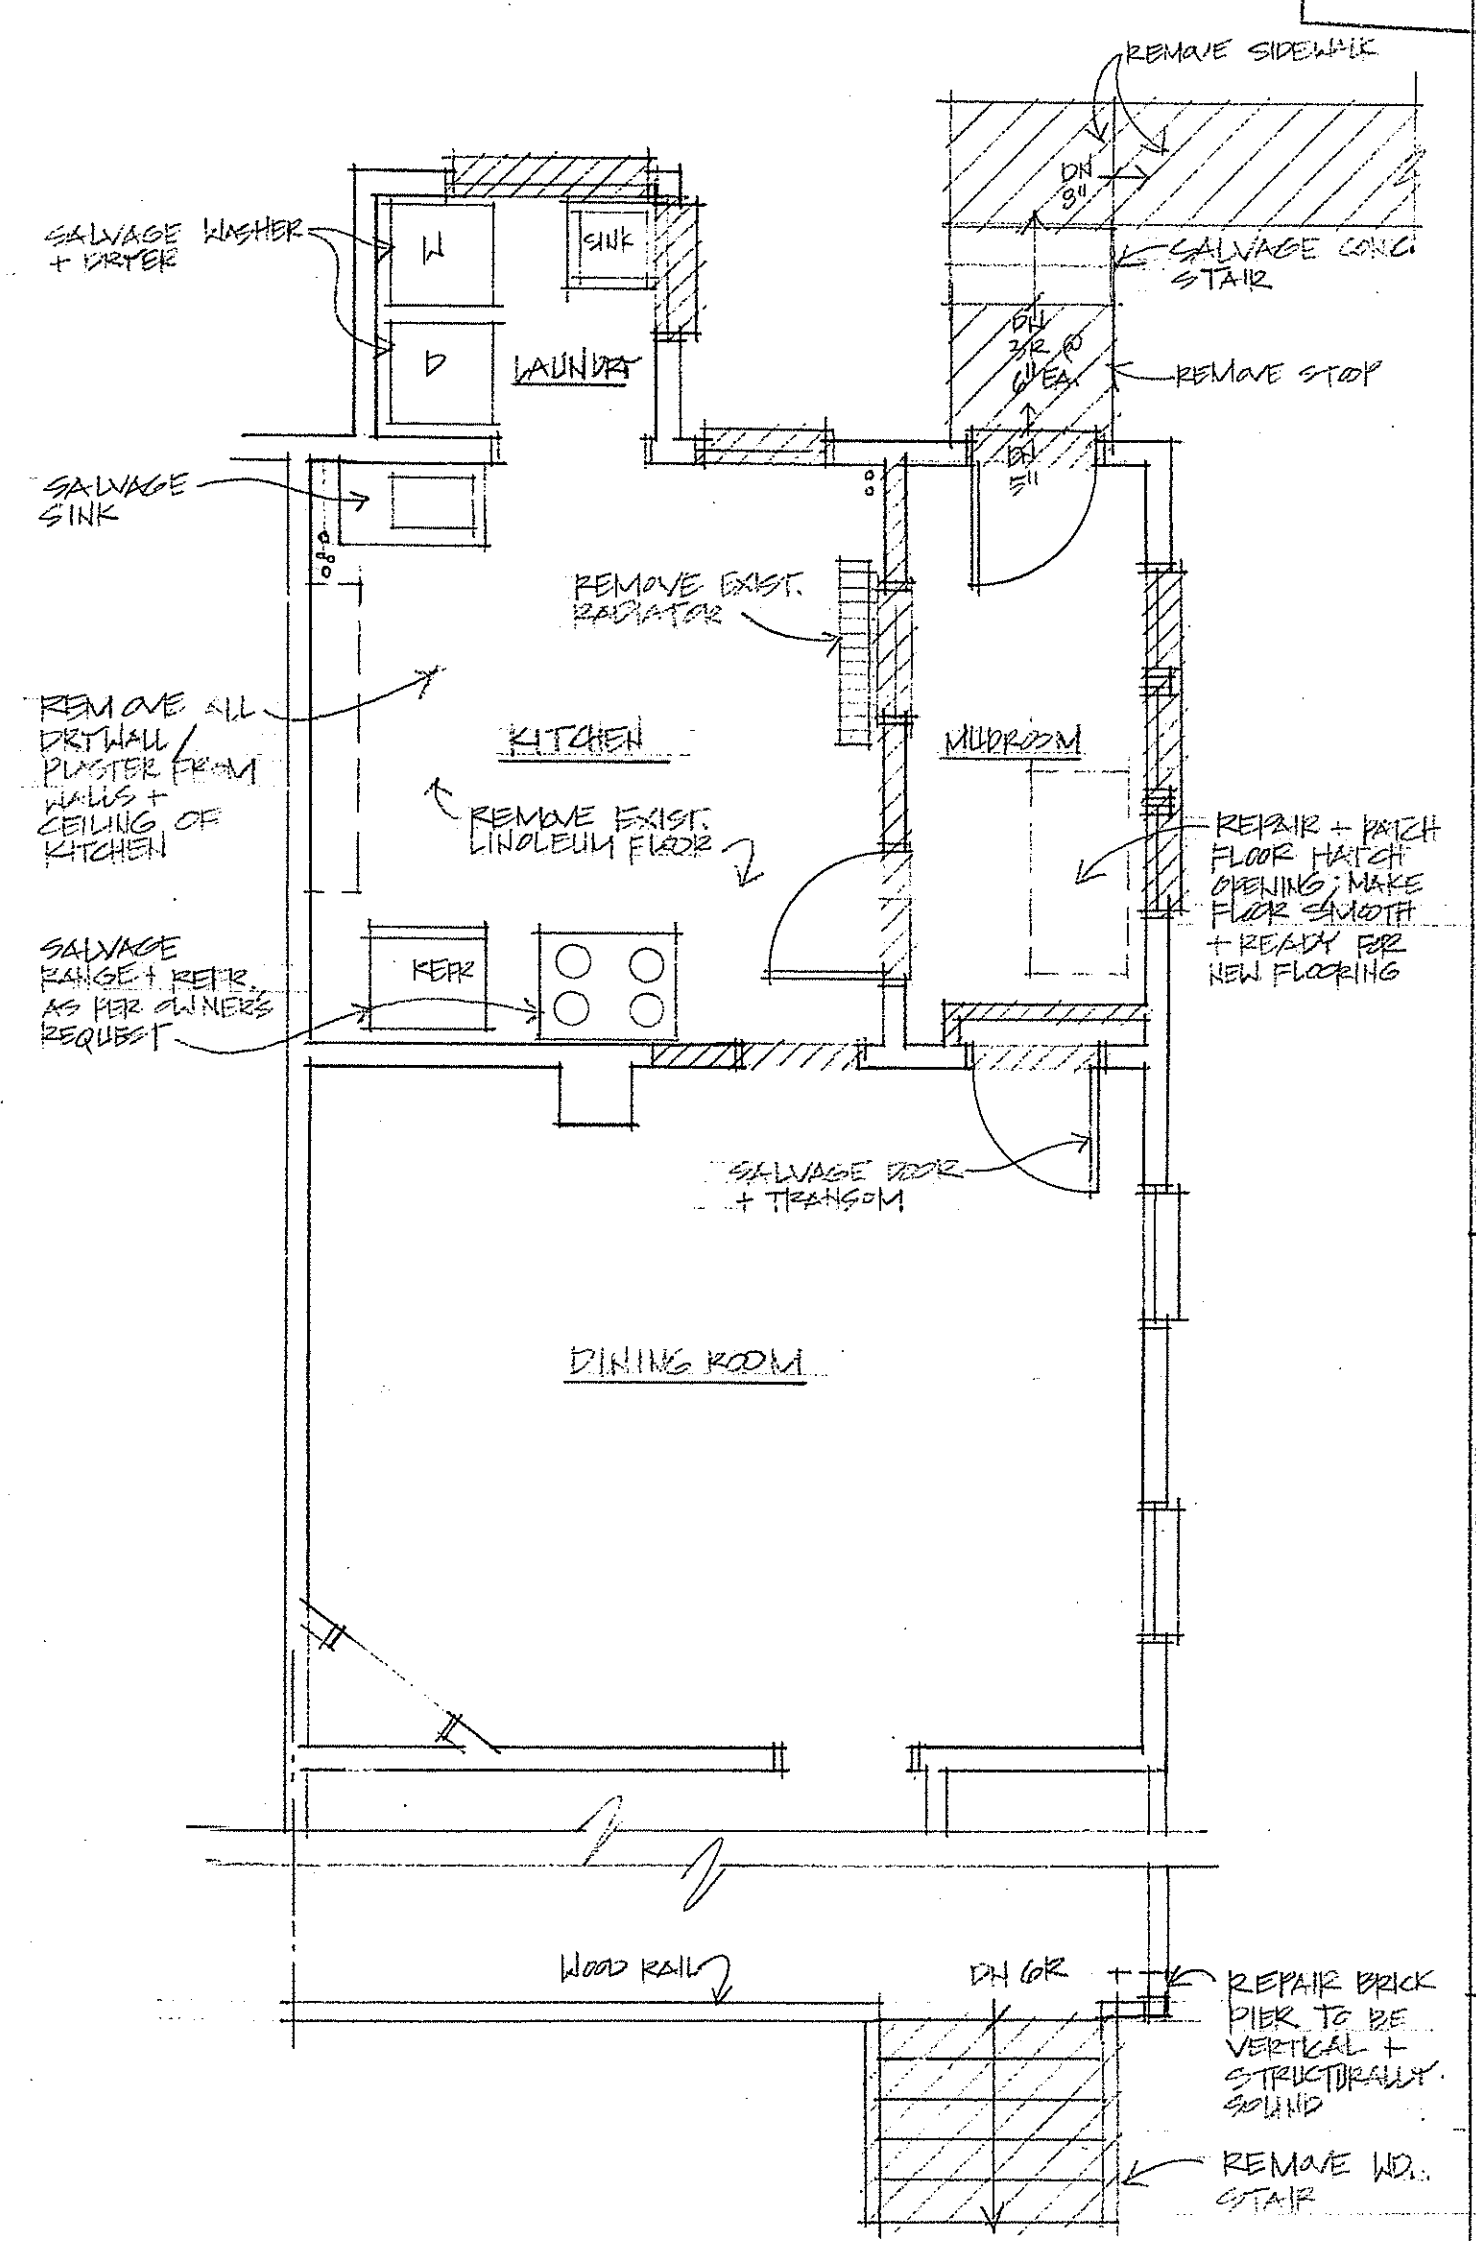 REMOVE SIDEWALK
DN
8"
SALVAGE WASHER
+ DRYER
W
SINK
SALVAGE CONC.
STAIR
D
LAUNDRY
DN
3R @
6" EA.
REMOVE STOOP
DN
5"
SALVAGE
SINK
REMOVE EXIST.
RADIATOR
REMOVE ALL
DRYWALL /
PLASTER FROM
WALLS +
CEILING OF
KITCHEN
KITCHEN
MUDROOM
REMOVE EXIST.
LINOLEUM FLOOR
REPAIR + PATCH
FLOOR HATCH
OPENING; MAKE
FLOOR SMOOTH
+ READY FOR
NEW FLOORING
SALVAGE
RANGE + REFR.
AS PER OWNERS
REQUEST
REFR
SALVAGE DOOR
+ TRANSOM
DINING ROOM
WOOD RAIL
DN 6R
REPAIR BRICK
PIER TO BE
VERTICAL +
STRUCTURALLY
SOUND
REMOVE WD.
STAIR